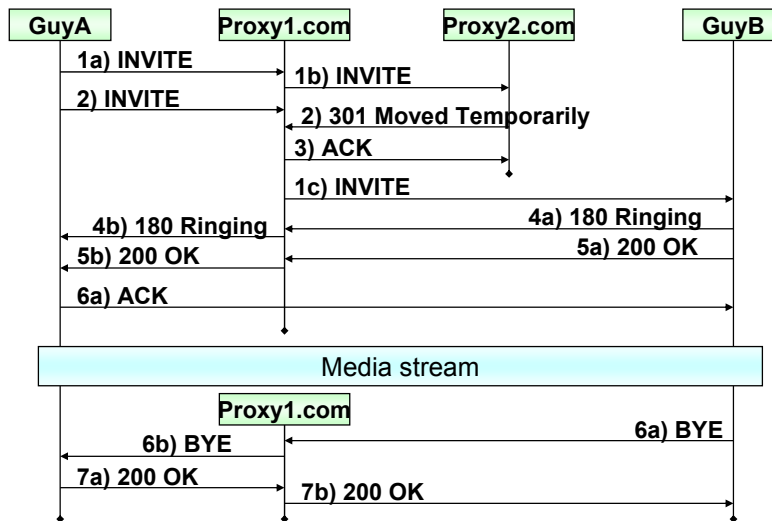 GuyA
Proxy1.com
Proxy2.com
GuyB
1a) INVITE
1b) INVITE
2) INVITE
2) 301 Moved Temporarily
3) ACK
1c) INVITE
4a) 180 Ringing
4b) 180 Ringing
5a) 200 OK
5b) 200 OK
6a) ACK
Media stream
Proxy1.com
6a) BYE
6b) BYE
7a) 200 OK
7b) 200 OK